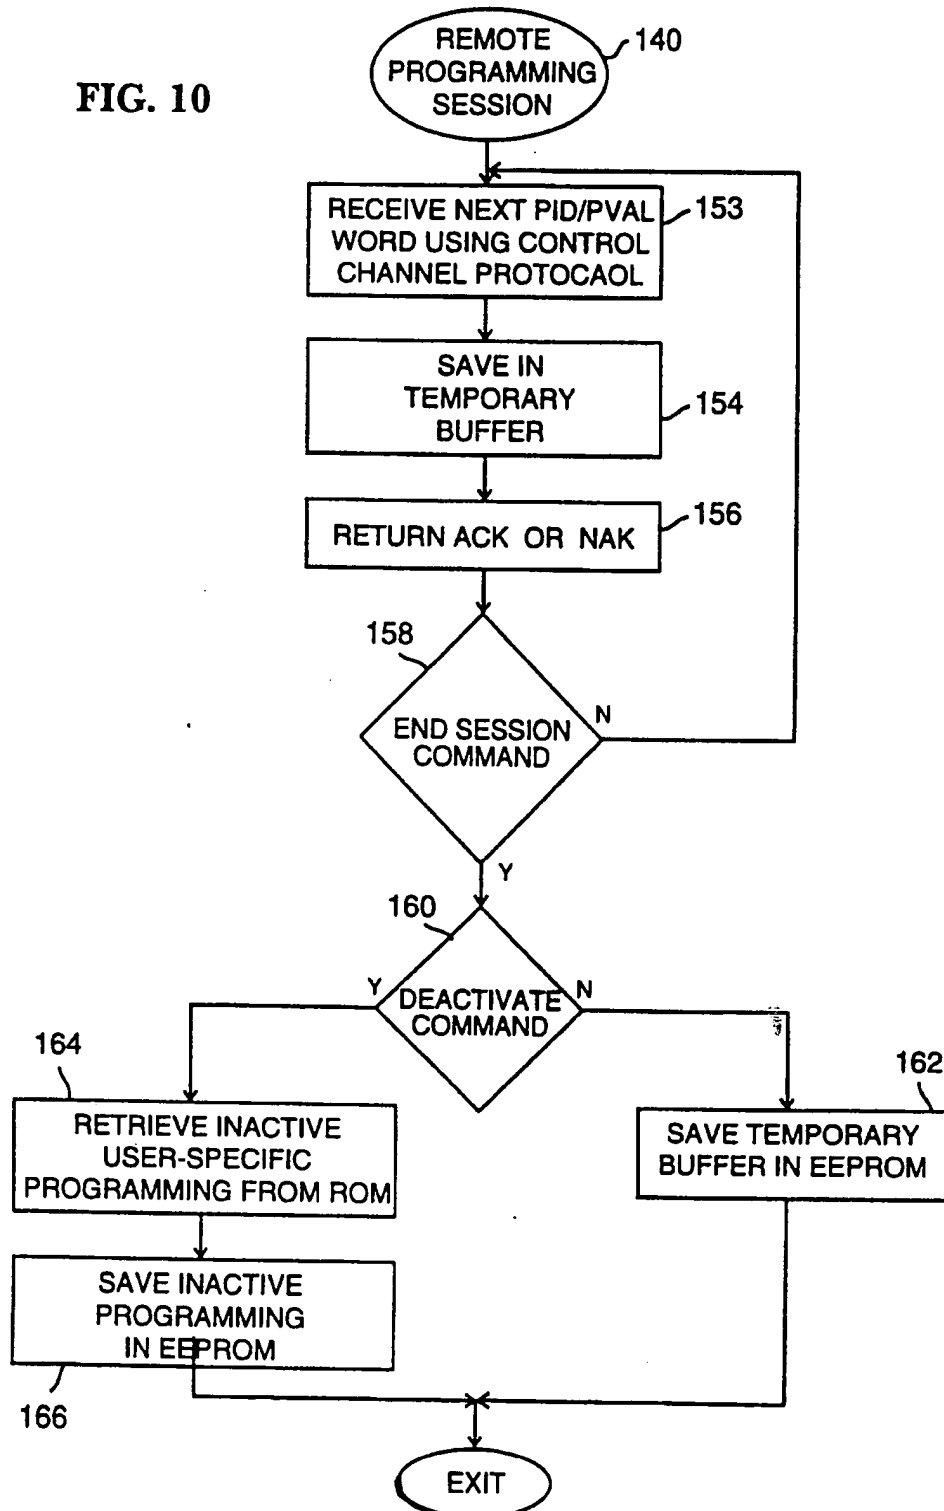 FIG. 10
REMOTE
PROGRAMMING
SESSION
140
RECEIVE NEXT PID/PVAL
WORD USING CONTROL
CHANNEL PROTOCAOL
153
SAVE IN
TEMPORARY
BUFFER
154
RETURN ACK OR NAK
156
158
END SESSION
COMMAND
N
Y
160
DEACTIVATE
COMMAND
Y
N
164
RETRIEVE INACTIVE
USER-SPECIFIC
PROGRAMMING FROM ROM
162
SAVE TEMPORARY
BUFFER IN EEPROM
SAVE INACTIVE
PROGRAMMING
IN EEPROM
166
EXIT